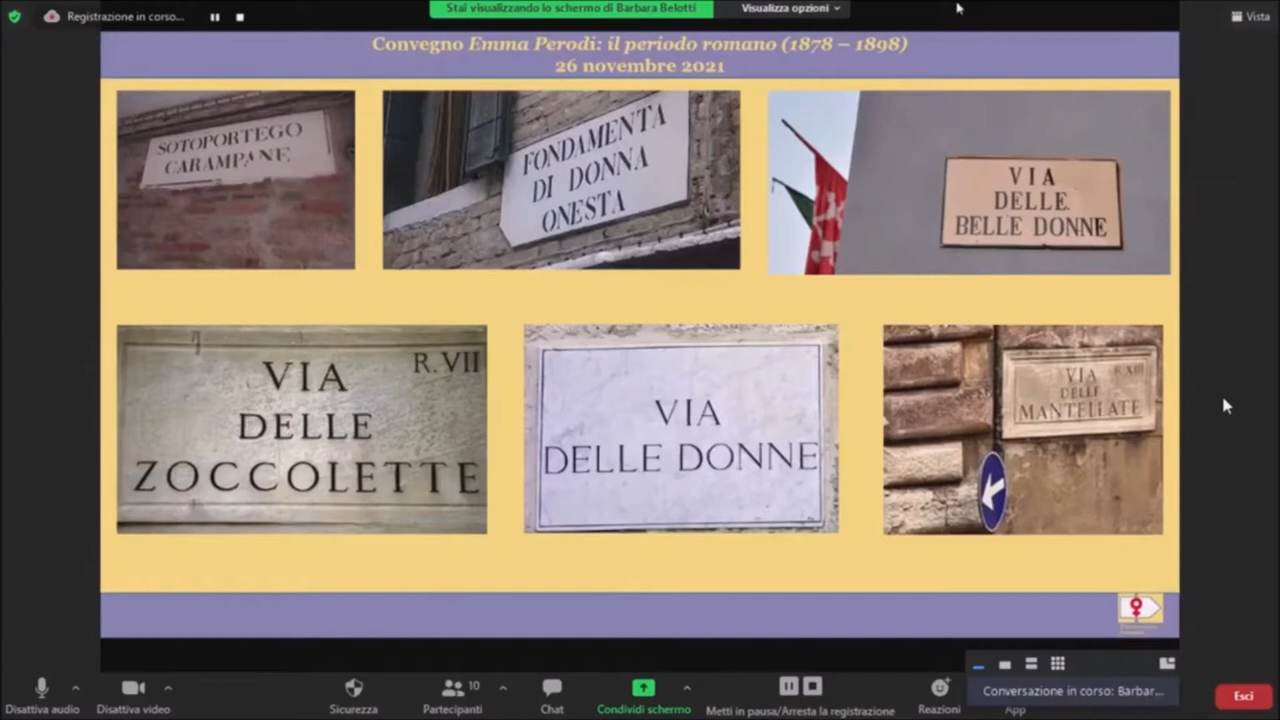 Registrazione in corso...
Stai visualizzando lo schermo di Barbara Belotti
Visualizza opzioni
Vista
Convegno Emma Perodi: il periodo romano (1878 – 1898)
26 novembre 2021
SOTOPORTEGO
CARAMPANE
FONDAMENTA
DI DONNA
ONESTA
VIA
DELLE
BELLE DONNE
R.VII
VIA
DELLE
ZOCCOLETTE
VIA
DELLE DONNE
VIA
R.XIII
DELLE
MANTELLATE
Conversazione in corso: Barbar...
Disattiva audio
Disattiva video
Sicurezza
10
Partecipanti
Chat
Condividi schermo
Metti in pausa/Arresta la registrazione
Reazioni
App
Esci